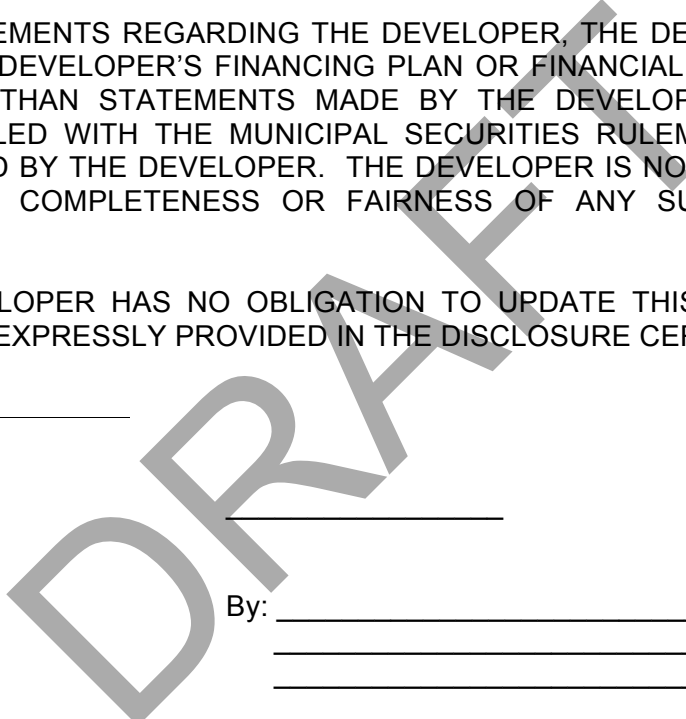 EMENTS REGARDING THE DEVELOPER, THE DE
DEVELOPER’S FINANCING PLAN OR FINANCIAL
THAN STATEMENTS MADE BY THE DEVELOP
LED WITH THE MUNICIPAL SECURITIES RULEM
D BY THE DEVELOPER. THE DEVELOPER IS NO
COMPLETENESS OR FAIRNESS OF ANY SU
LOPER HAS NO OBLIGATION TO UPDATE THIS
EXPRESSLY PROVIDED IN THE DISCLOSURE CER
By:
DRAFT